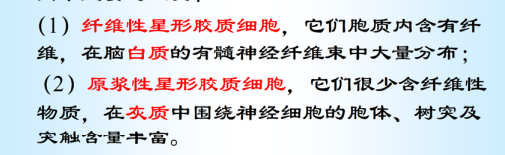 (1) 纤维性星形胶质细胞，它们胞质内含有纤
维，在脑白质的有髓神经纤维束中大量分布；
(2) 原浆性星形胶质细胞，它们很少含纤维性
物质，在灰质中围绕神经细胞的胞体、树突及
突触含量丰富。